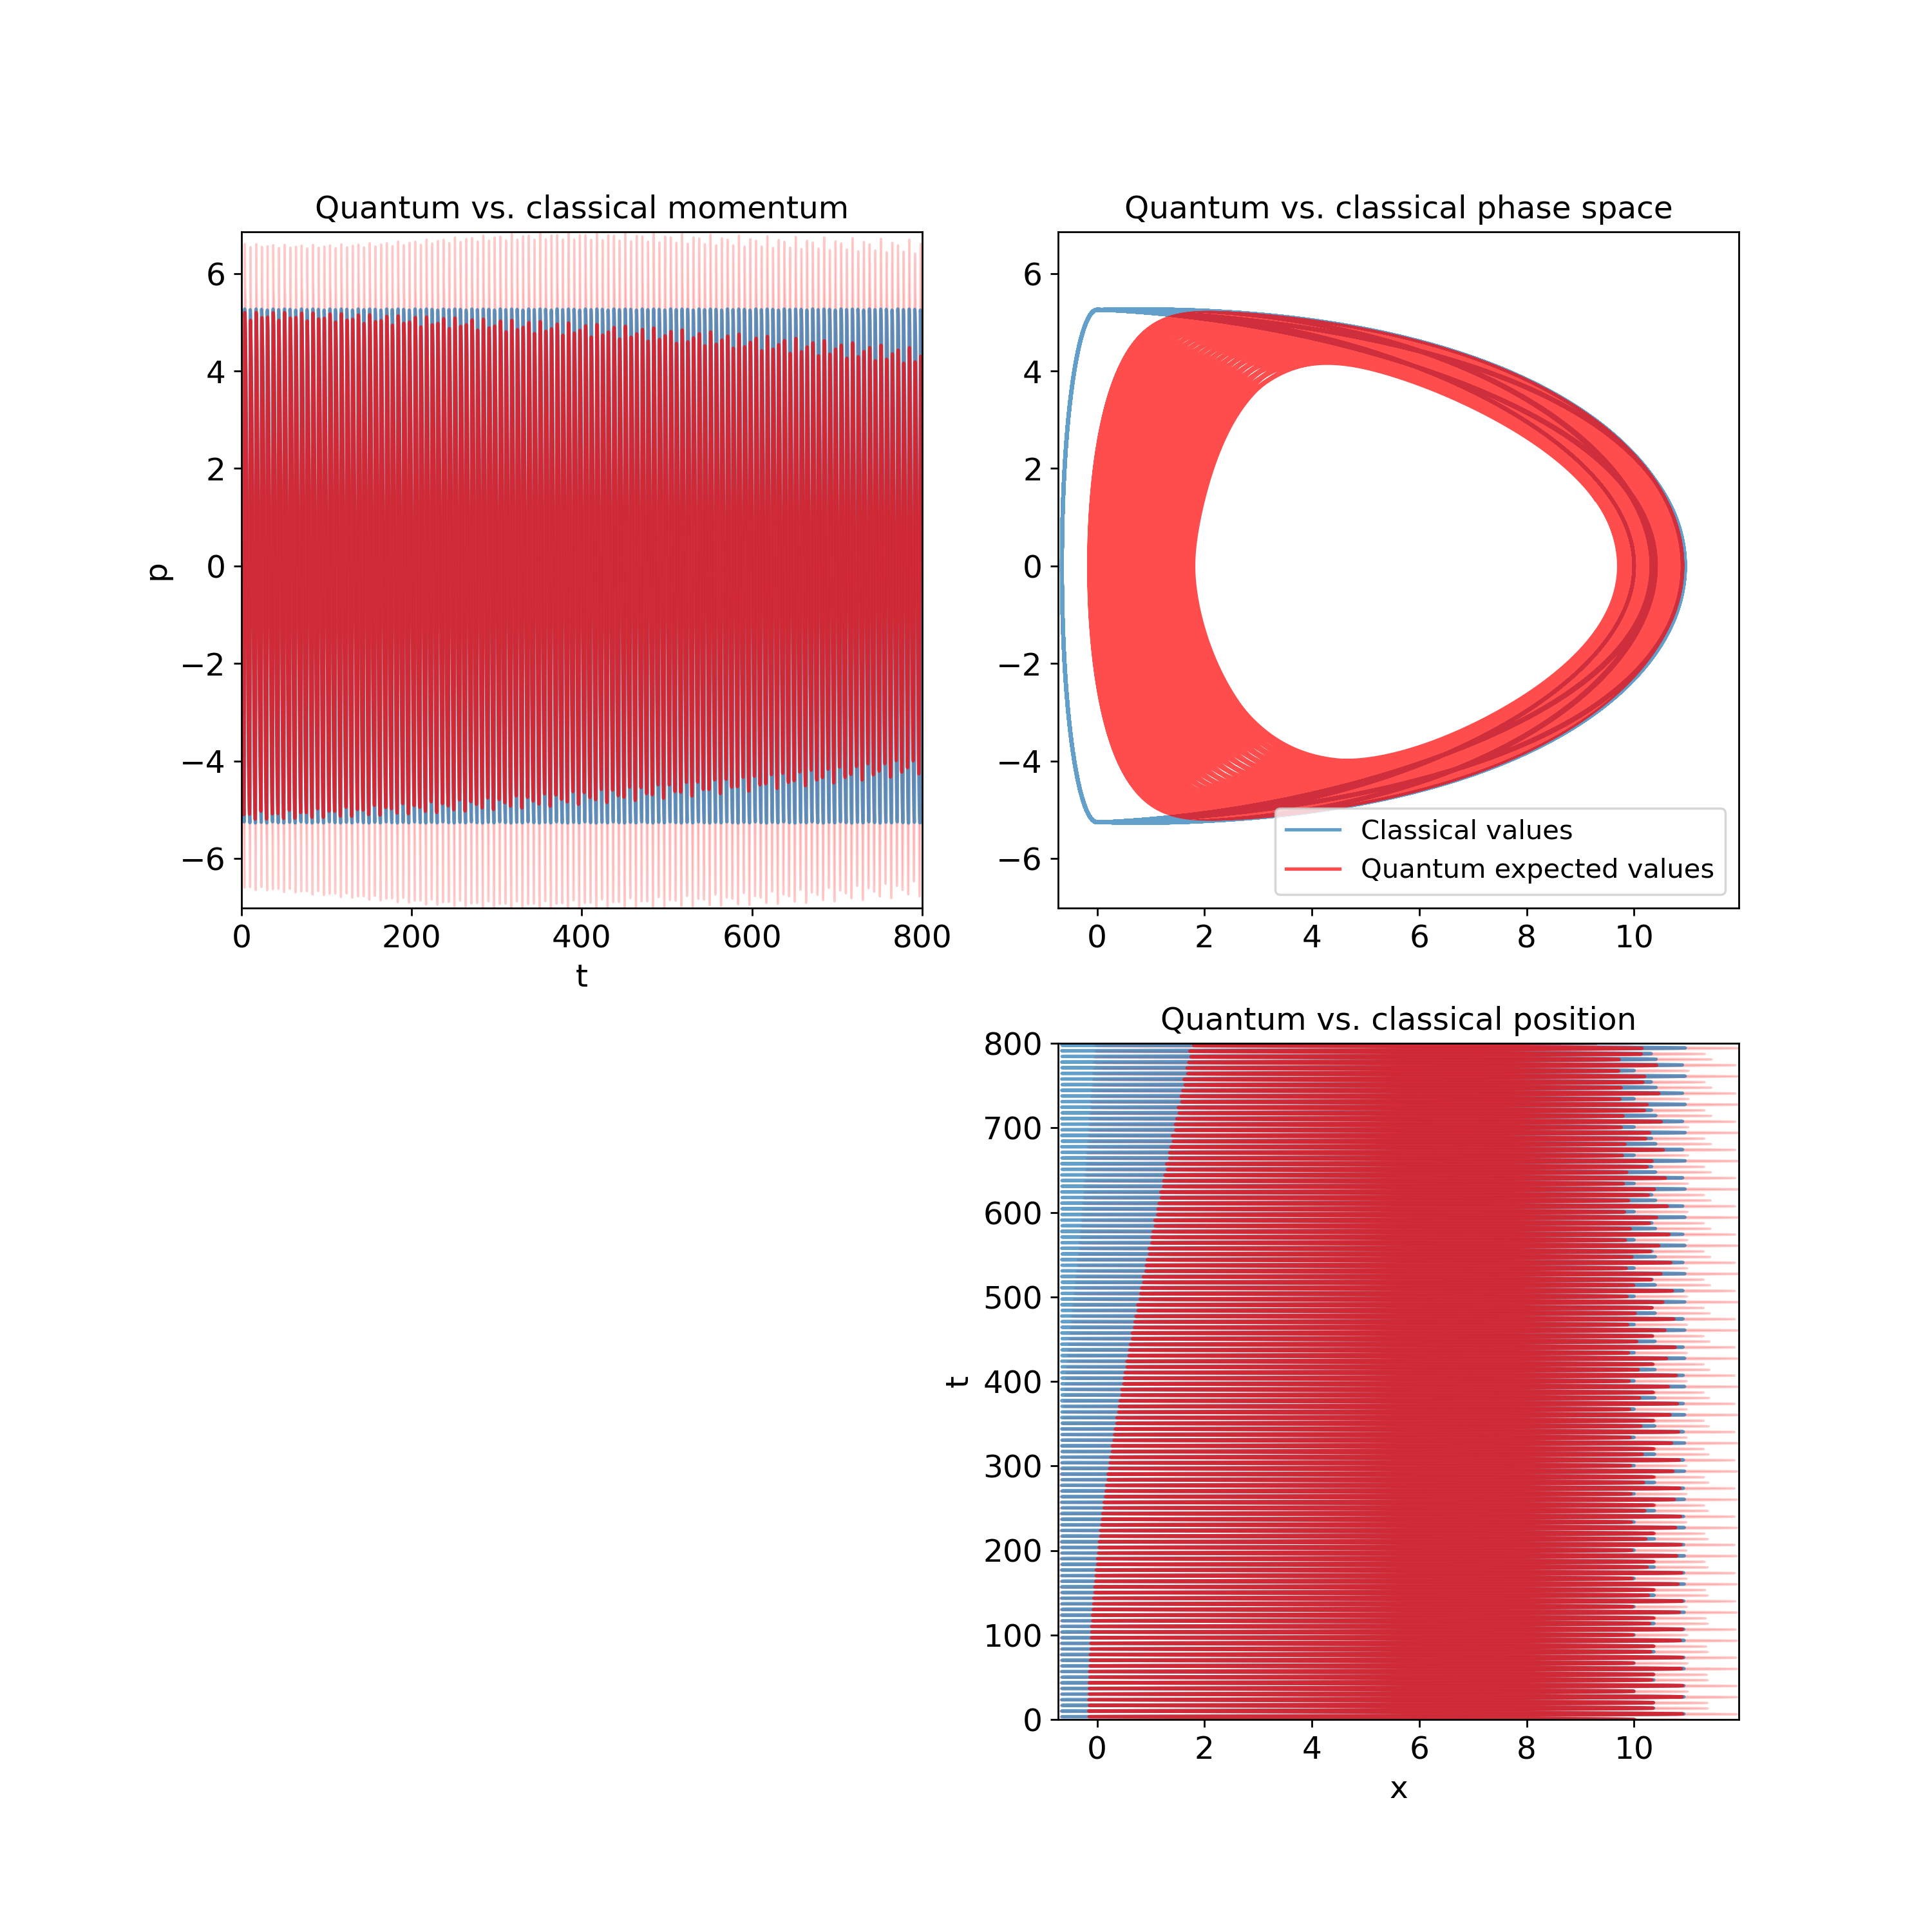 Quantum vs. classical momentum
6
4
2
0
−2
−4
−6
p
0 200 400 600 800
t
Quantum vs. classical phase space
6
4
2
0
−2
−4
−6
Classical values
Quantum expected values
0 2 4 6 8 10
Quantum vs. classical position
800
700
600
500
400
300
200
100
0
t
0 2 4 6 8 10
x